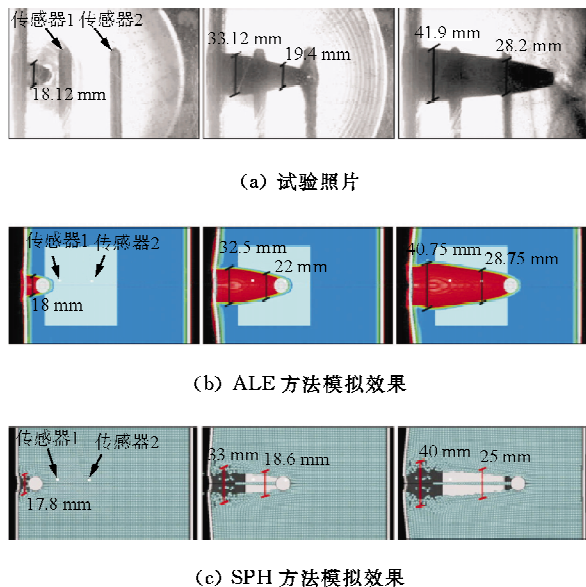 传感器1 传感器2
18.12 mm
33.12 mm
19.4 mm
41.9 mm
28.2 mm
(a) 试验照片
传感器1
传感器2
18 mm
32.5 mm
22 mm
40.75 mm
28.75 mm
(b) ALE 方法模拟效果
传感器1
传感器2
17.8 mm
33 mm
18.6 mm
40 mm
25 mm
(c) SPH 方法模拟效果